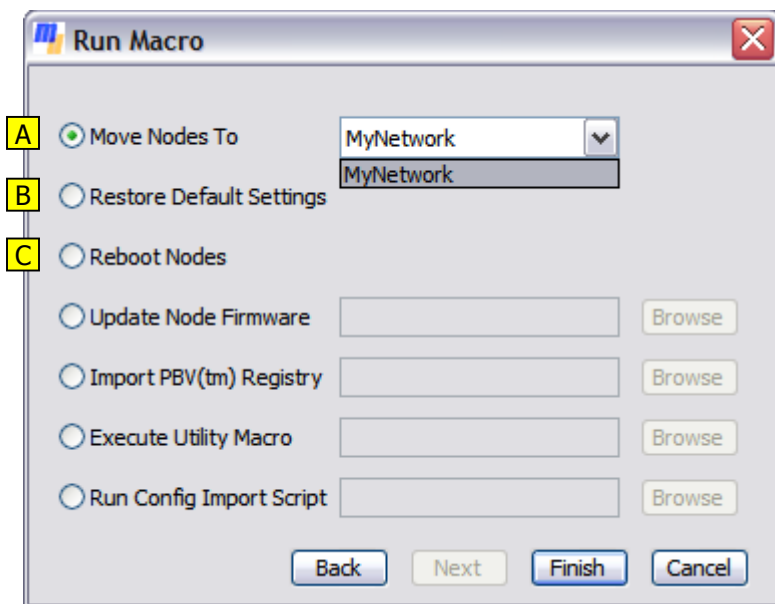 Run Macro
A Move Nodes To MyNetwork
MyNetwork
B Restore Default Settings
C Reboot Nodes
Update Node Firmware Browse
Import PBV(tm) Registry Browse
Execute Utility Macro Browse
Run Config Import Script Browse
Back Next Finish Cancel